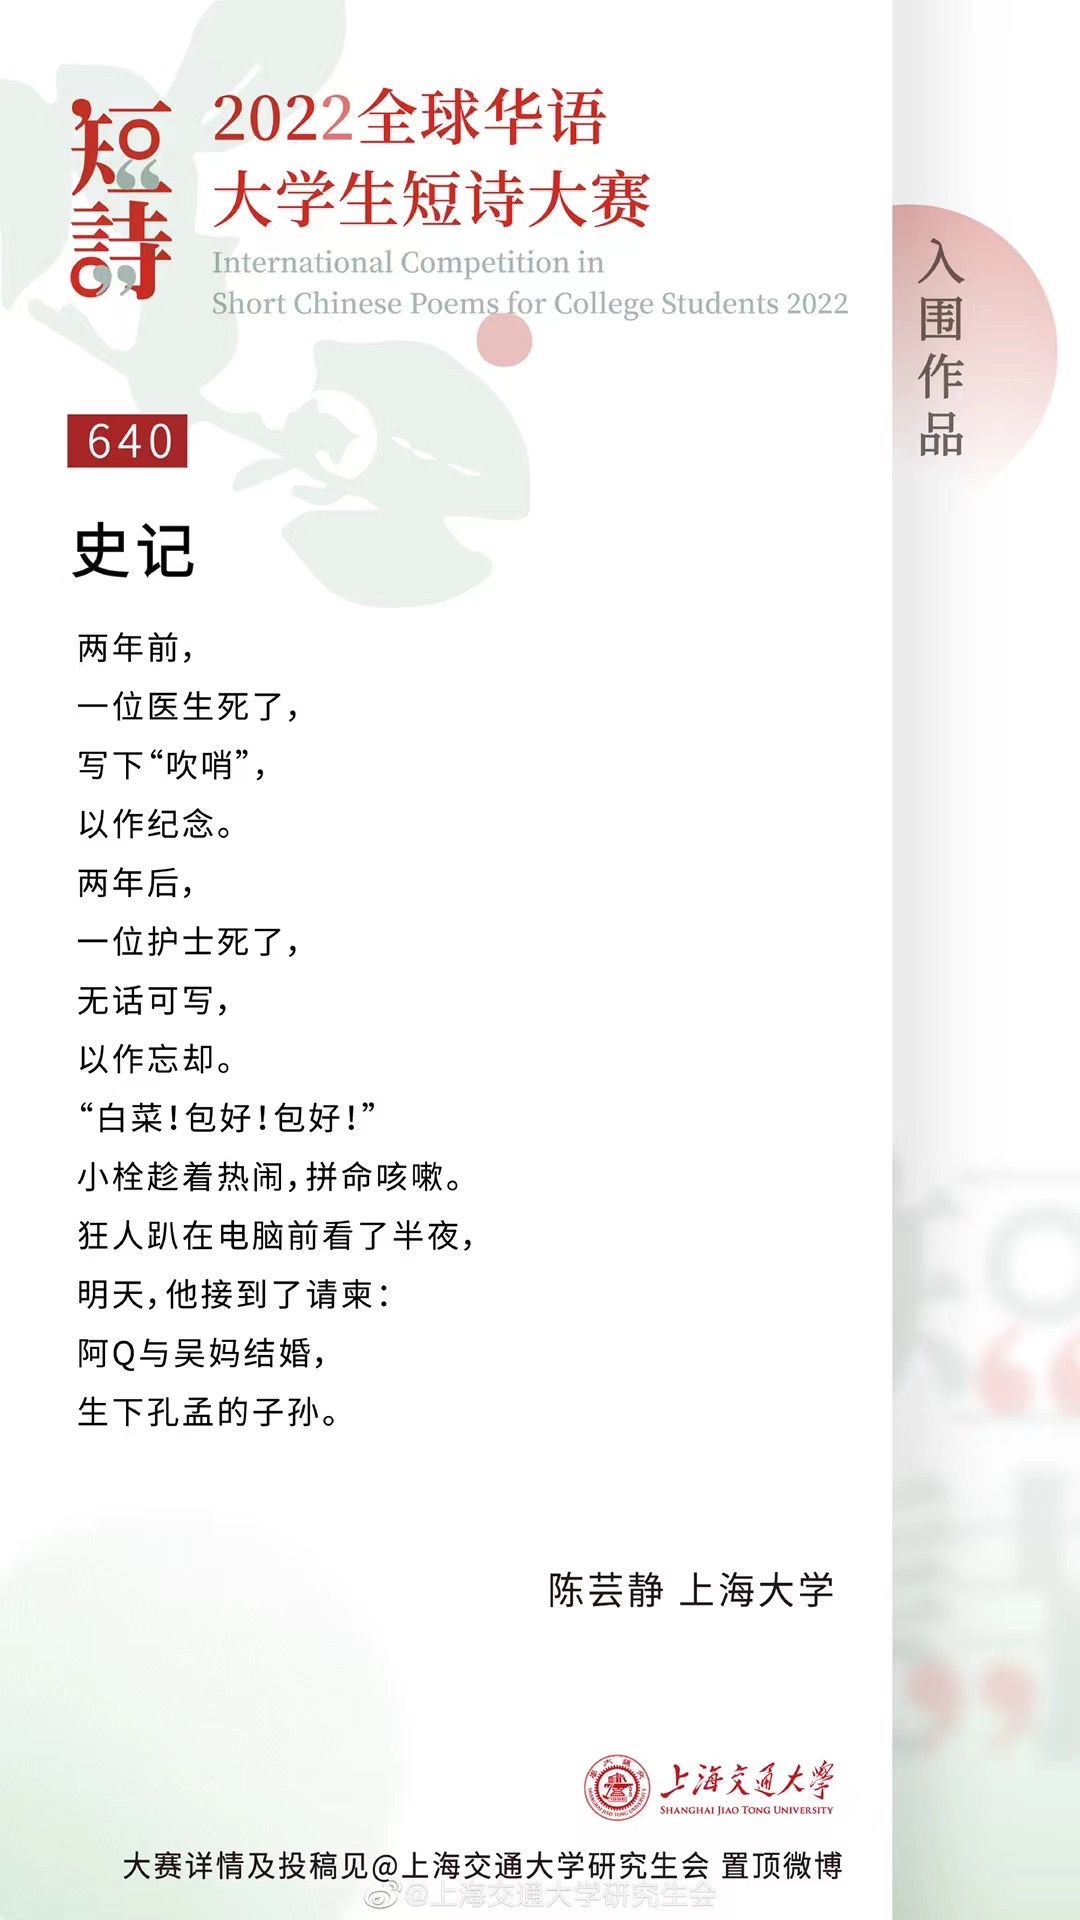 短詩
2022全球华语
大学生短诗大赛
International Competition in
Short Chinese Poems for College Students 2022
入围作品
640
史记
两年前，
一位医生死了，
写下“吹哨”，
以作纪念。
两年后，
一位护士死了，
无话可写，
以作忘却。
“白菜！包好！包好！”
小栓趁着热闹，拼命咳嗽。
狂人趴在电脑前看了半夜，
明天，他接到了请柬：
阿Q与吴妈结婚，
生下孔孟的子孙。
陈芸静 上海大学
上海交通大学
SHANGHAI JIAO TONG UNIVERSITY
大赛详情及投稿见@上海交通大学研究生会 置顶微博
@上海交通大学研究生会